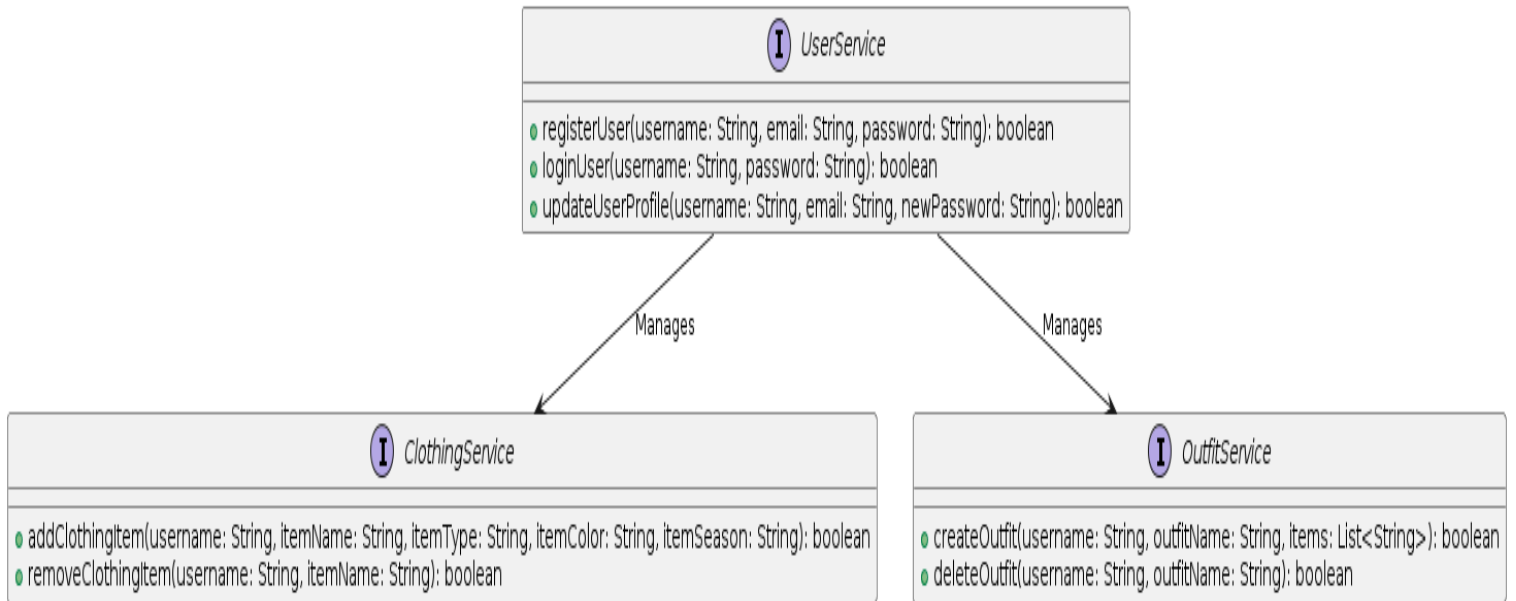 I UserService
registerUser(username: String, email: String, password: String): boolean
loginUser(username: String, password: String): boolean
updateUserProfile(username: String, email: String, newPassword: String): boolean
Manages
Manages
I ClothingService
addClothingItem(username: String, itemName: String, itemType: String, itemColor: String, itemSeason: String): boolean
removeClothingItem(username: String, itemName: String): boolean
I OutfitService
createOutfit(username: String, outfitName: String, items: List<String>): boolean
deleteOutfit(username: String, outfitName: String): boolean